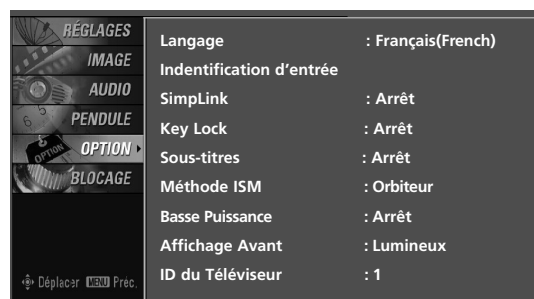 RÉGLAGES
IMAGE
AUDIO
PENDULE
OPTION
BLOCAGE
Déplacer MENU Préc.
Langage : Français(French)
Indentification d'entrée
SimpLink : Arrêt
Key Lock : Arrêt
Sous-titres : Arrêt
Méthode ISM : Orbiteur
Basse Puissance : Arrêt
Affichage Avant : Lumineux
ID du Téléviseur : 1